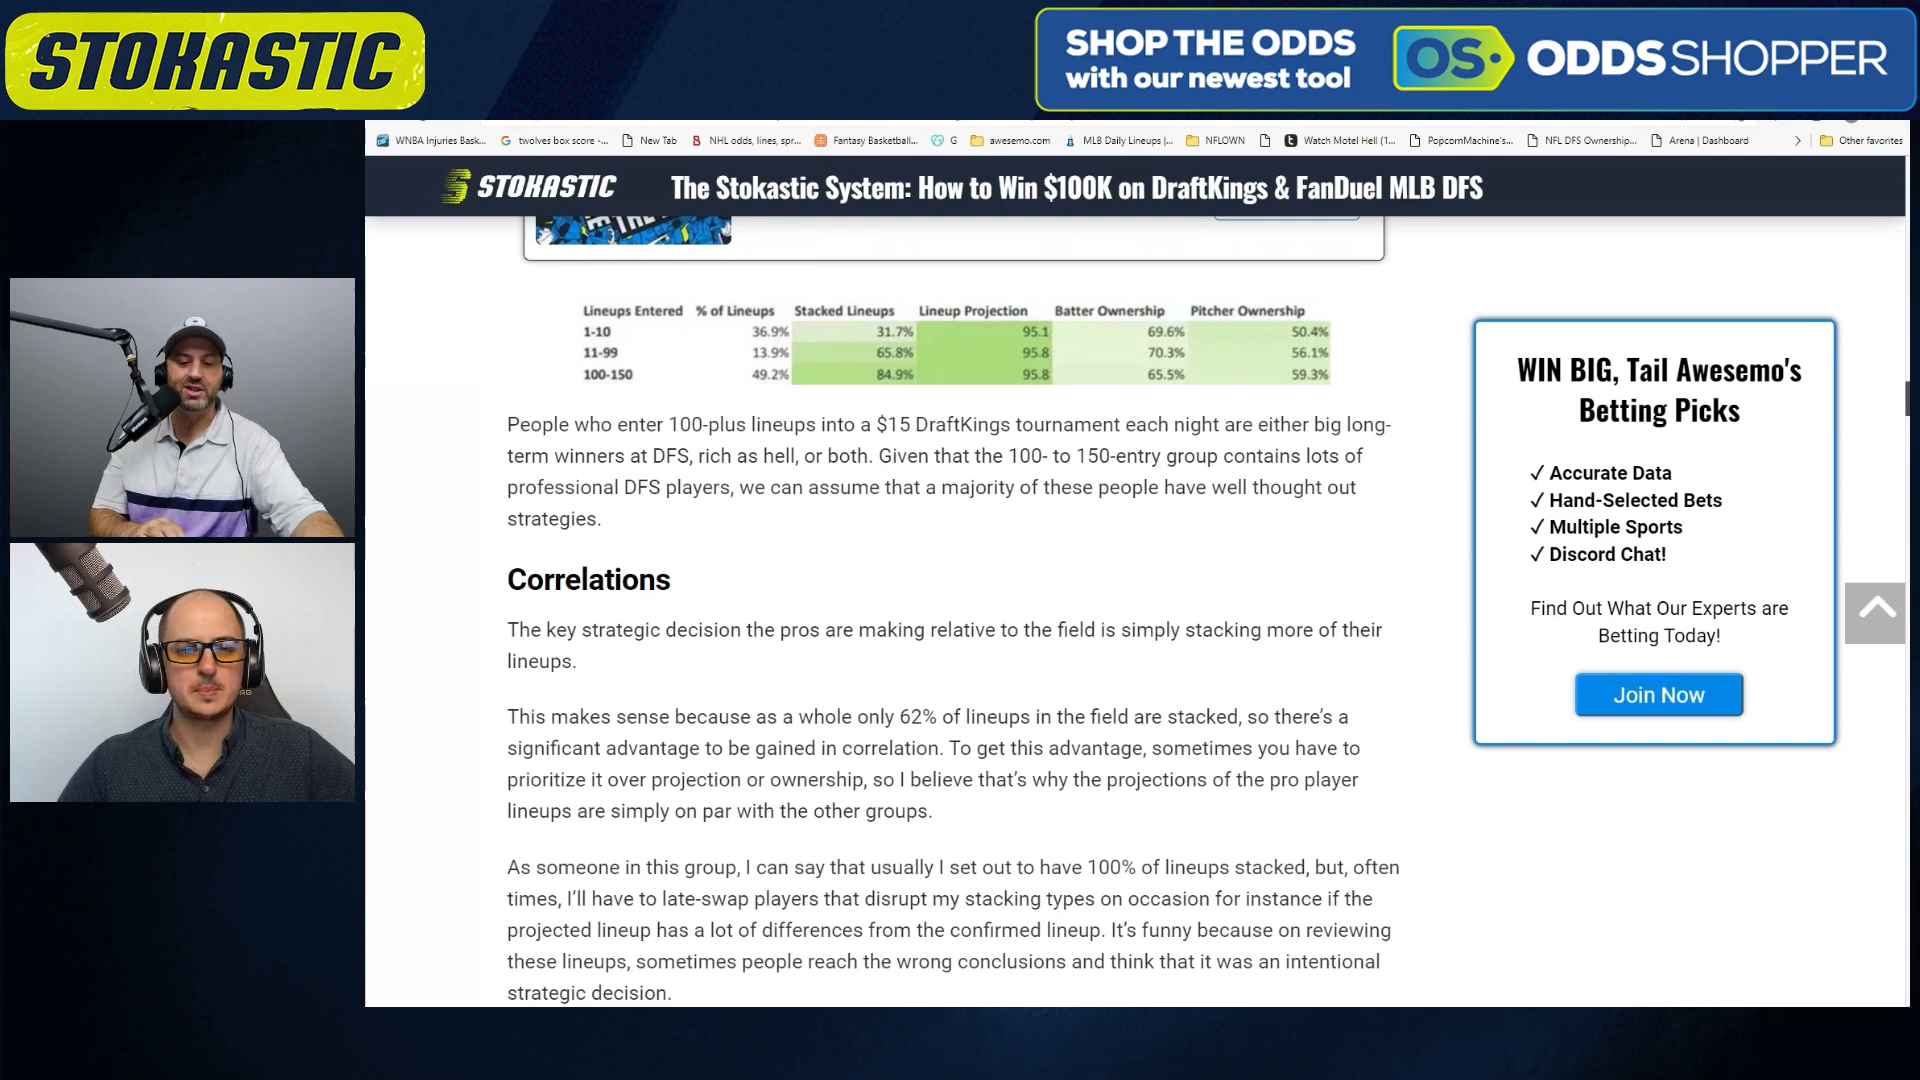 STOKASTIC
SHOP THE ODDS
with our newest tool
OS
ODDSSHOPPER
WNBA Injuries Bask... twolves box score -... New Tab NHL odds, lines, spr... Fantasy Basketball... G awesemo.com MLB Daily Lineups |... NFLOWN Watch Motel Hell (1... PopcornMachine's... NFL DFS Ownership... Arena | Dashboard Other favorites
STOKASTIC
The Stokastic System: How to Win $100K on DraftKings & FanDuel MLB DFS
Lineups Entered % of Lineups Stacked Lineups Lineup Projection Batter Ownership Pitcher Ownership
1-10 36.9% 31.7% 95.1 69.6% 50.4%
11-99 13.9% 65.8% 95.8 70.3% 56.1%
100-150 49.2% 84.9% 95.8 65.5% 59.3%
People who enter 100-plus lineups into a $15 DraftKings tournament each night are either big long-
term winners at DFS, rich as hell, or both. Given that the 100- to 150-entry group contains lots of
professional DFS players, we can assume that a majority of these people have well thought out
strategies.
Correlations
The key strategic decision the pros are making relative to the field is simply stacking more of their
lineups.
This makes sense because as a whole only 62% of lineups in the field are stacked, so there's a
significant advantage to be gained in correlation. To get this advantage, sometimes you have to
prioritize it over projection or ownership, so I believe that's why the projections of the pro player
lineups are simply on par with the other groups.
As someone in this group, I can say that usually I set out to have 100% of lineups stacked, but, often
times, I'll have to late-swap players that disrupt my stacking types on occasion for instance if the
projected lineup has a lot of differences from the confirmed lineup. It's funny because on reviewing
these lineups, sometimes people reach the wrong conclusions and think that it was an intentional
strategic decision.
WIN BIG, Tail Awesemo's
Betting Picks
✓ Accurate Data
✓ Hand-Selected Bets
✓ Multiple Sports
✓ Discord Chat!
Find Out What Our Experts are
Betting Today!
Join Now